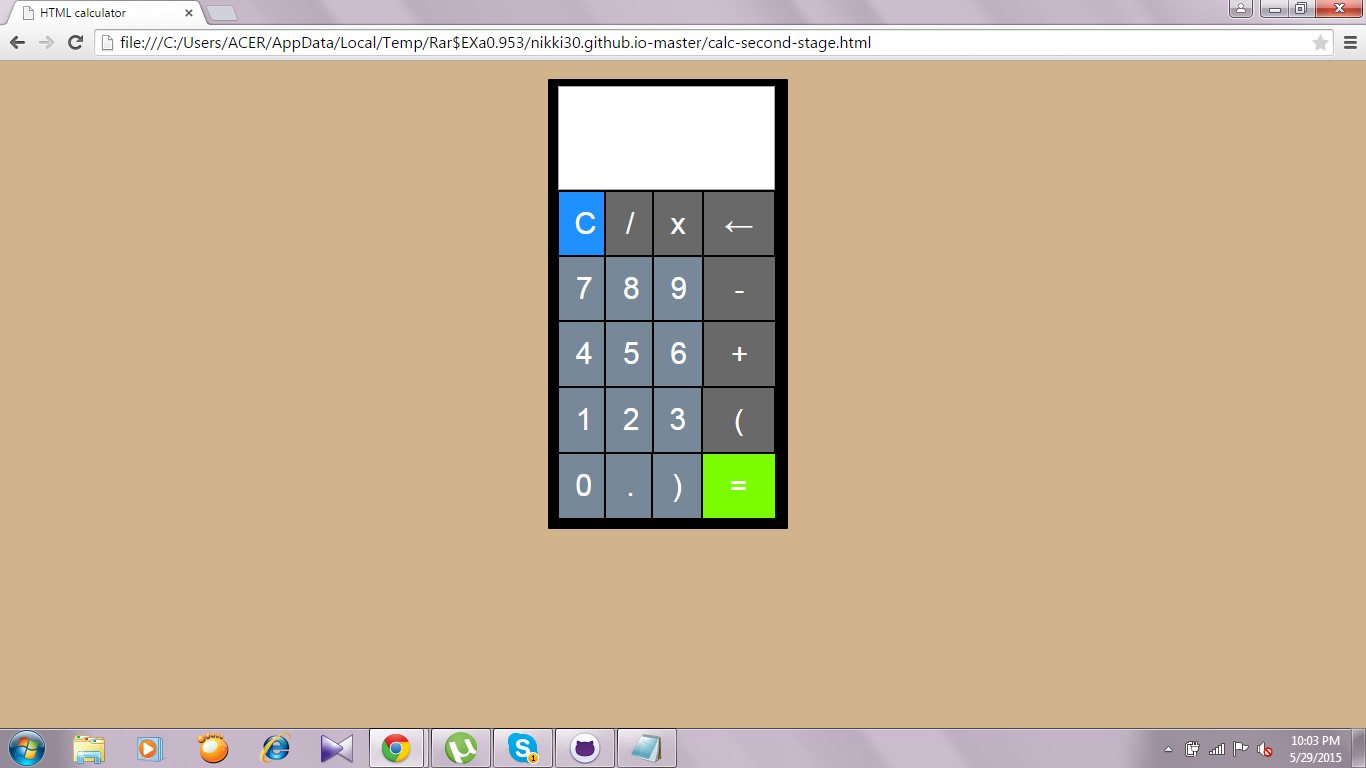 HTML calculator
file:///C:/Users/ACER/AppData/Local/Temp/Rar$EXa0.953/nikki30.github.io-master/calc-second-stage.html
C / x ←
7 8 9 -
4 5 6 +
1 2 3 (
0 . ) =
1
10:03 PM
5/29/2015